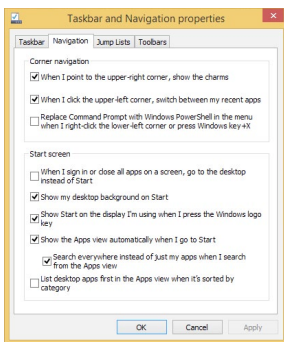 Taskbar and Navigation properties
Taskbar Navigation Jump Lists Toolbars
Corner navigation
When I point to the upper-right corner, show the charms
When I click the upper-left corner, switch between my recent apps
Replace Command Prompt with Windows PowerShell in the menu
when I right-click the lower-left corner or press Windows key+X
Start screen
When I sign in or close all apps on a screen, go to the desktop
instead of Start
Show my desktop background on Start
Show Start on the display I'm using when I press the Windows logo
key
Show the Apps view automatically when I go to Start
Search everywhere instead of just my apps when I search
from the Apps view
List desktop apps first in the Apps view when it's sorted by
category
OK Cancel Apply